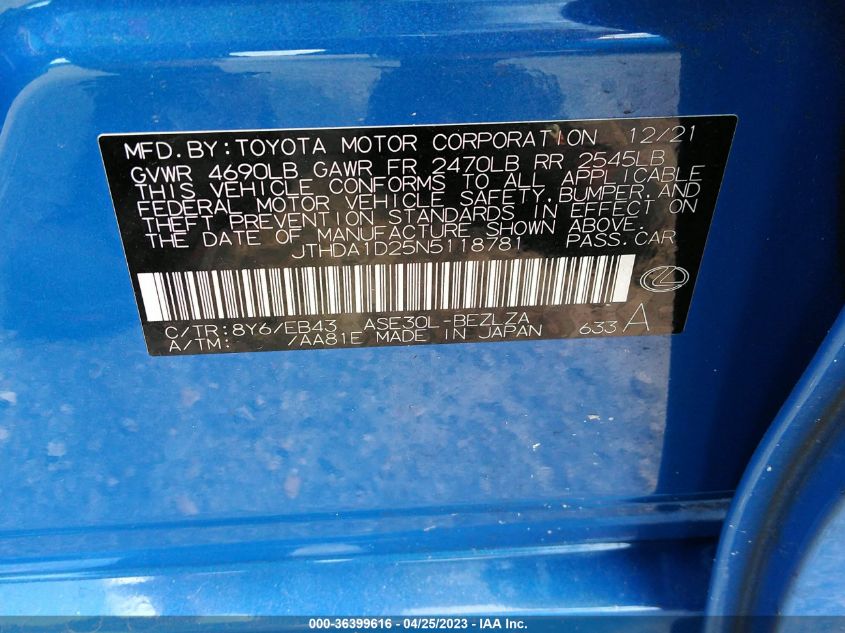 MFD.BY:TOYOTA MOTOR CORPORATION 12/21
GVWR 4690LB GAWR FR 2470LB RR 2545LB
THIS VEHICLE CONFORMS TO ALL APPLICABLE
FEDERAL MOTOR VEHICLE SAFETY,BUMPER,AND
THEFT PREVENTION STANDARDS IN EFFECT ON
THE DATE OF MANUFACTURE SHOWN ABOVE.
JTHDA1D25N5118781 PASS.CAR
C/TR:8Y6/EB43 ASE30L-BEZLZA
A/TM: /AA81E MADE IN JAPAN 633 A
000-36399616 - 04/25/2023 - IAA Inc.